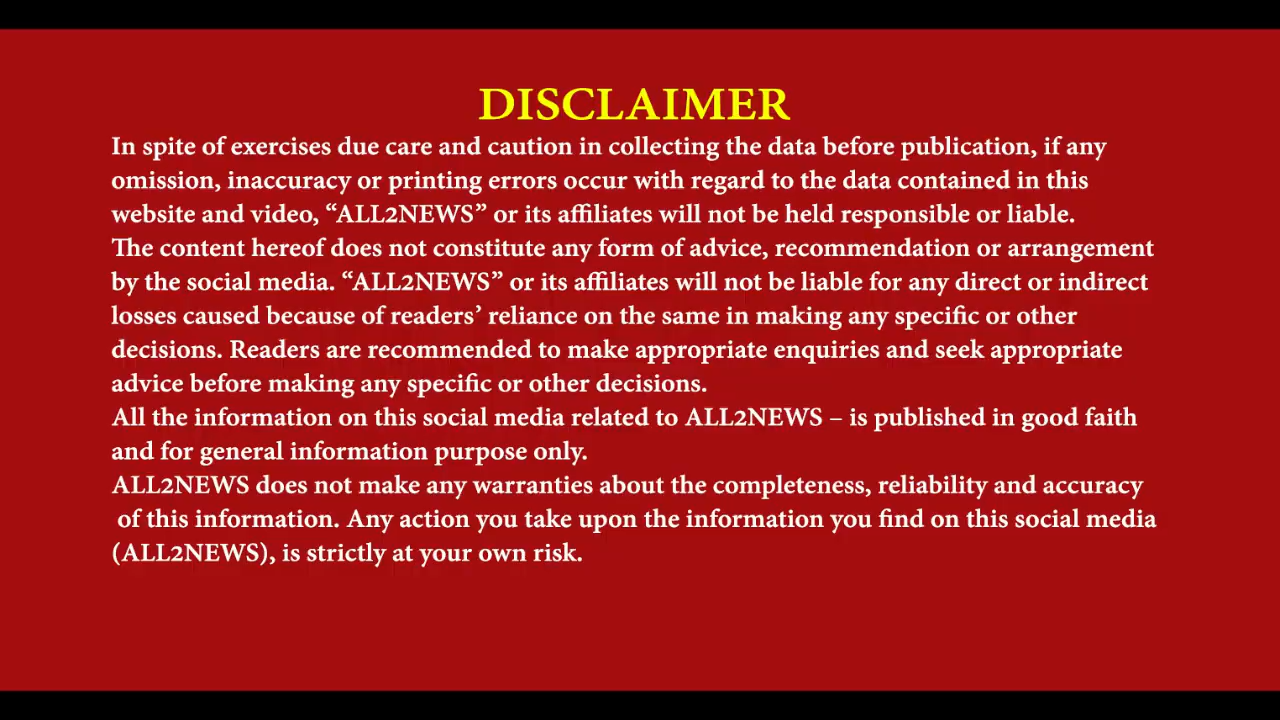 DISCLAIMER
In spite of exercises due care and caution in collecting the data before publication, if any
omission, inaccuracy or printing errors occur with regard to the data contained in this
website and video, “ALL2NEWS” or its affiliates will not be held responsible or liable.
The content hereof does not constitute any form of advice, recommendation or arrangement
by the social media. “ALL2NEWS” or its affiliates will not be liable for any direct or indirect
losses caused because of readers’ reliance on the same in making any specific or other
decisions. Readers are recommended to make appropriate enquiries and seek appropriate
advice before making any specific or other decisions.
All the information on this social media related to ALL2NEWS – is published in good faith
and for general information purpose only.
ALL2NEWS does not make any warranties about the completeness, reliability and accuracy
of this information. Any action you take upon the information you find on this social media
(ALL2NEWS), is strictly at your own risk.